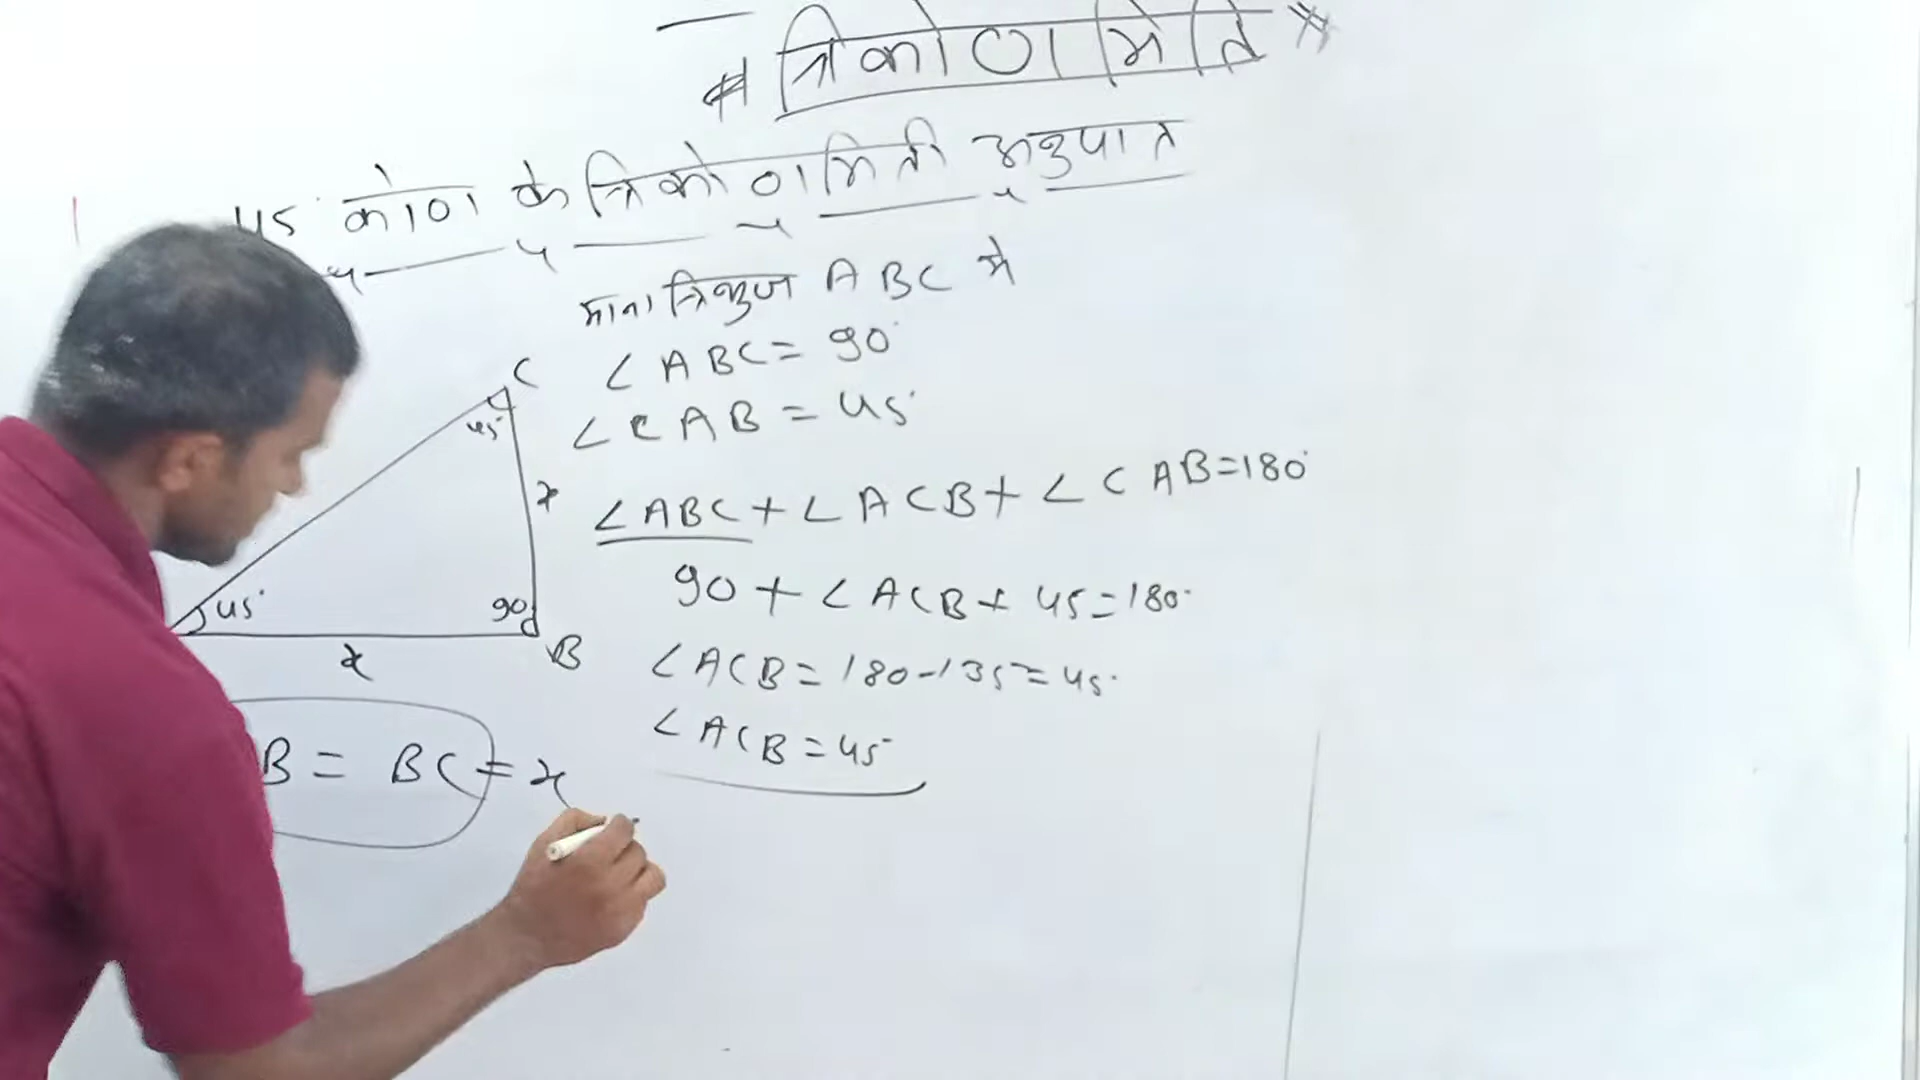 # त्रिकोणमिति *
45° कोण के त्रिकोणमिती अनुपात
माना त्रिभुज ABC मे
∠ABC = 90°
∠CAB = 45°
∠ABC + ∠ACB + ∠CAB = 180°
90 + ∠ACB + 45 = 180°
∠ACB = 180 - 135 = 45°
∠ACB = 45°
C
45°
x
45°
90
x
B
B = BC = x